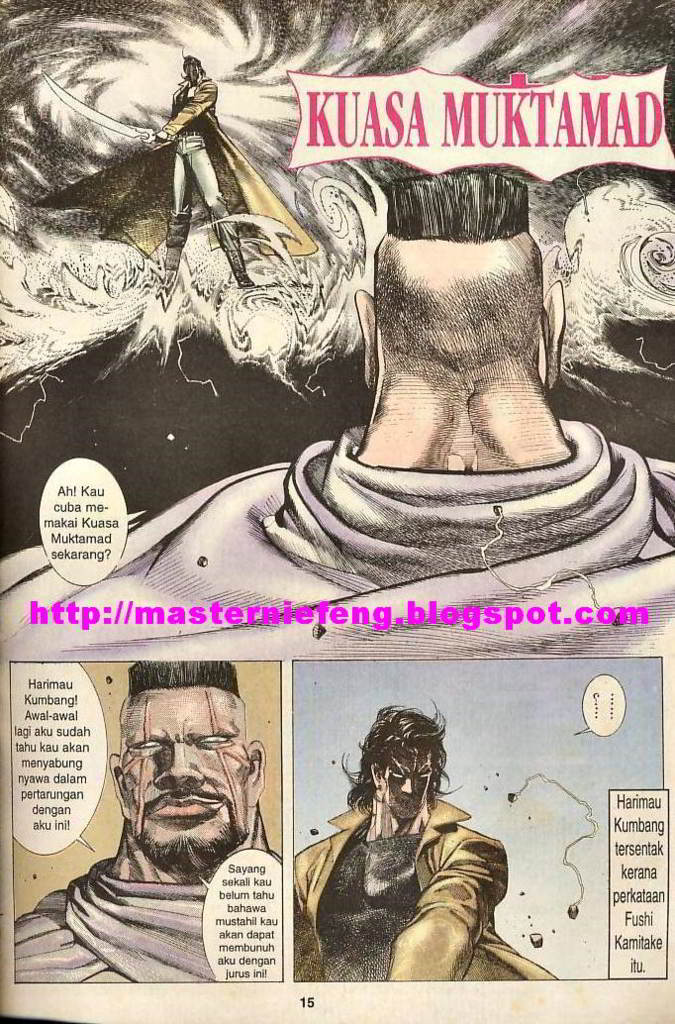 KUASA MUKTAMAD
Ah! Kau
cuba me-
makai Kuasa
Muktamad
sekarang?
http://masterniefeng.blogspot.com
Harimau
Kumbang!
Awal-awal
lagi aku sudah
tahu kau akan
menyabung
nyawa dalam
pertarungan
dengan
aku ini!
Sayang
sekali kau
belum tahu
bahawa
mustahil kau
akan dapat
membunuh
aku dengan
jurus ini!
?
......
......
Harimau
Kumbang
tersentak
kerana
perkataan
Fushi
Kamitake
itu.
15